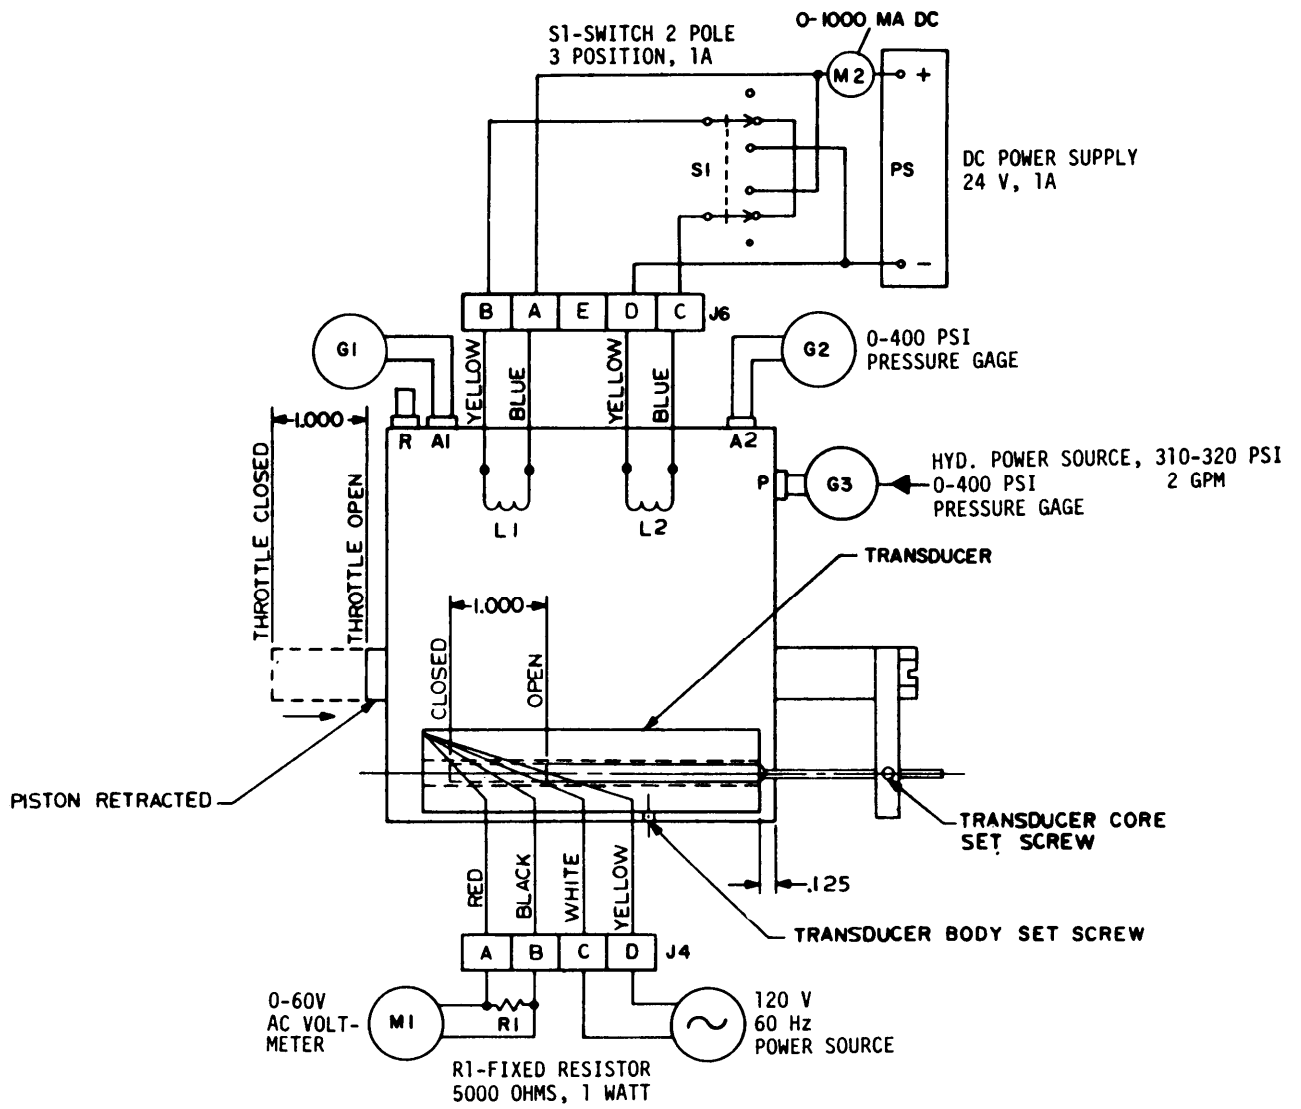 0-1000 MA DC
S1-SWITCH 2 POLE
3 POSITION, 1A
M2
+
S1
PS
DC POWER SUPPLY
24 V, 1A
-
B A E D C J6
G1
G2
0-400 PSI
PRESSURE GAGE
YELLOW
BLUE
YELLOW
BLUE
1.000
R A1
A2
THROTTLE CLOSED
THROTTLE OPEN
P
G3
HYD. POWER SOURCE, 310-320 PSI
0-400 PSI 2 GPM
PRESSURE GAGE
L1
L2
TRANSDUCER
1.000
CLOSED
OPEN
PISTON RETRACTED
TRANSDUCER CORE
SET SCREW
.125
RED
BLACK
WHITE
YELLOW
TRANSDUCER BODY SET SCREW
A B C D J4
0-60V
AC VOLT-
METER
M1
R1
120 V
60 Hz
POWER SOURCE
R1-FIXED RESISTOR
5000 OHMS, 1 WATT